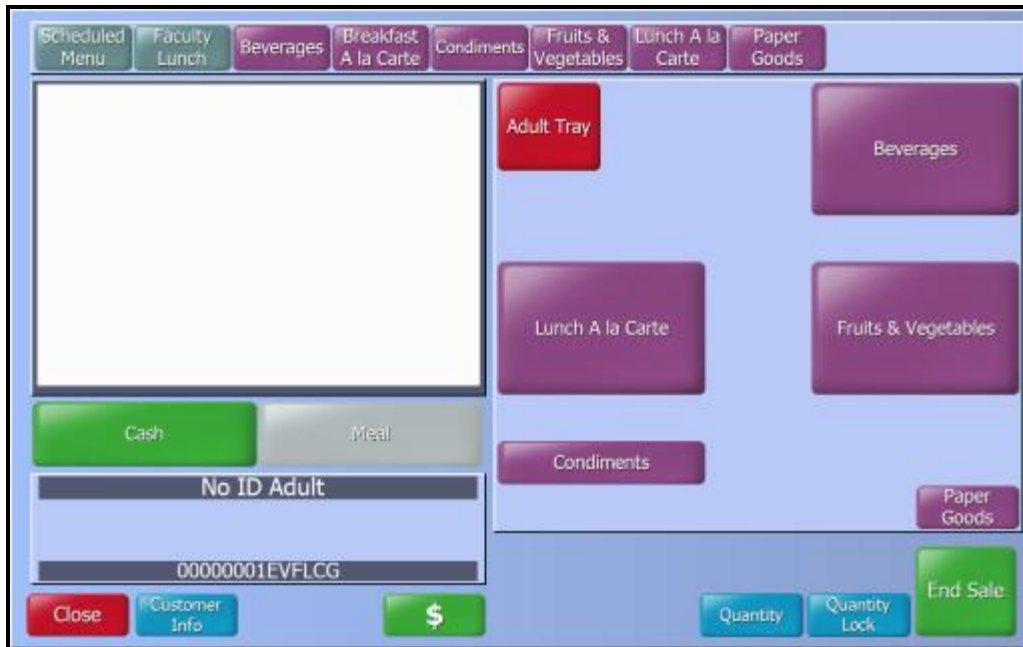 Scheduled
Menu
Faculty
Lunch
Beverages
Breakfast
A la Carte
Condiments
Fruits &
Vegetables
Lunch A la
Carte
Paper
Goods
Adult Tray
Beverages
Lunch A la Carte
Fruits & Vegetables
Cash
Meal
Condiments
No ID Adult
Paper
Goods
00000001EVFLCG
Close
Customer
Info
$
Quantity
Quantity
Lock
End Sale